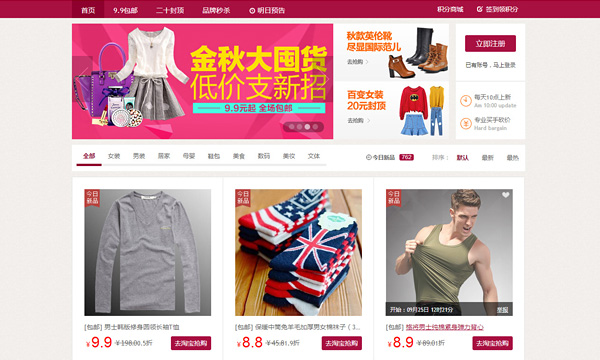 首页 9.9包邮 二十封顶 品牌秒杀 明日预告 积分商城 签到领积分
金秋大囤货
低价支新招
9.9元起 全场包邮
秋款英伦靴
尽显国际范儿
去抢购
百变女装
20元封顶
去抢购
立即注册
已有账号,马上登录
每天10点上新
Am 10:00 update
专业买手砍价
Hard bargain
全部 女装 男装 居家 母婴 鞋包 美食 数码 美妆 文体
今日新品 762 排序: 默认 最新 最热
今日
新品
今日
新品
今日
新品
开始:09月25日 12时21分 举报
[包邮] 男士韩版修身圆领长袖T恤
[包邮] 保暖中筒兔羊毛加厚男女棉袜子 ( 3...
[包邮] 格将男士纯棉紧身弹力背心
¥9.9 ¥198.00.5折 去淘宝抢购
¥8.8 ¥45.81.9折 去淘宝抢购
¥8.9 ¥89.01折 去淘宝抢购